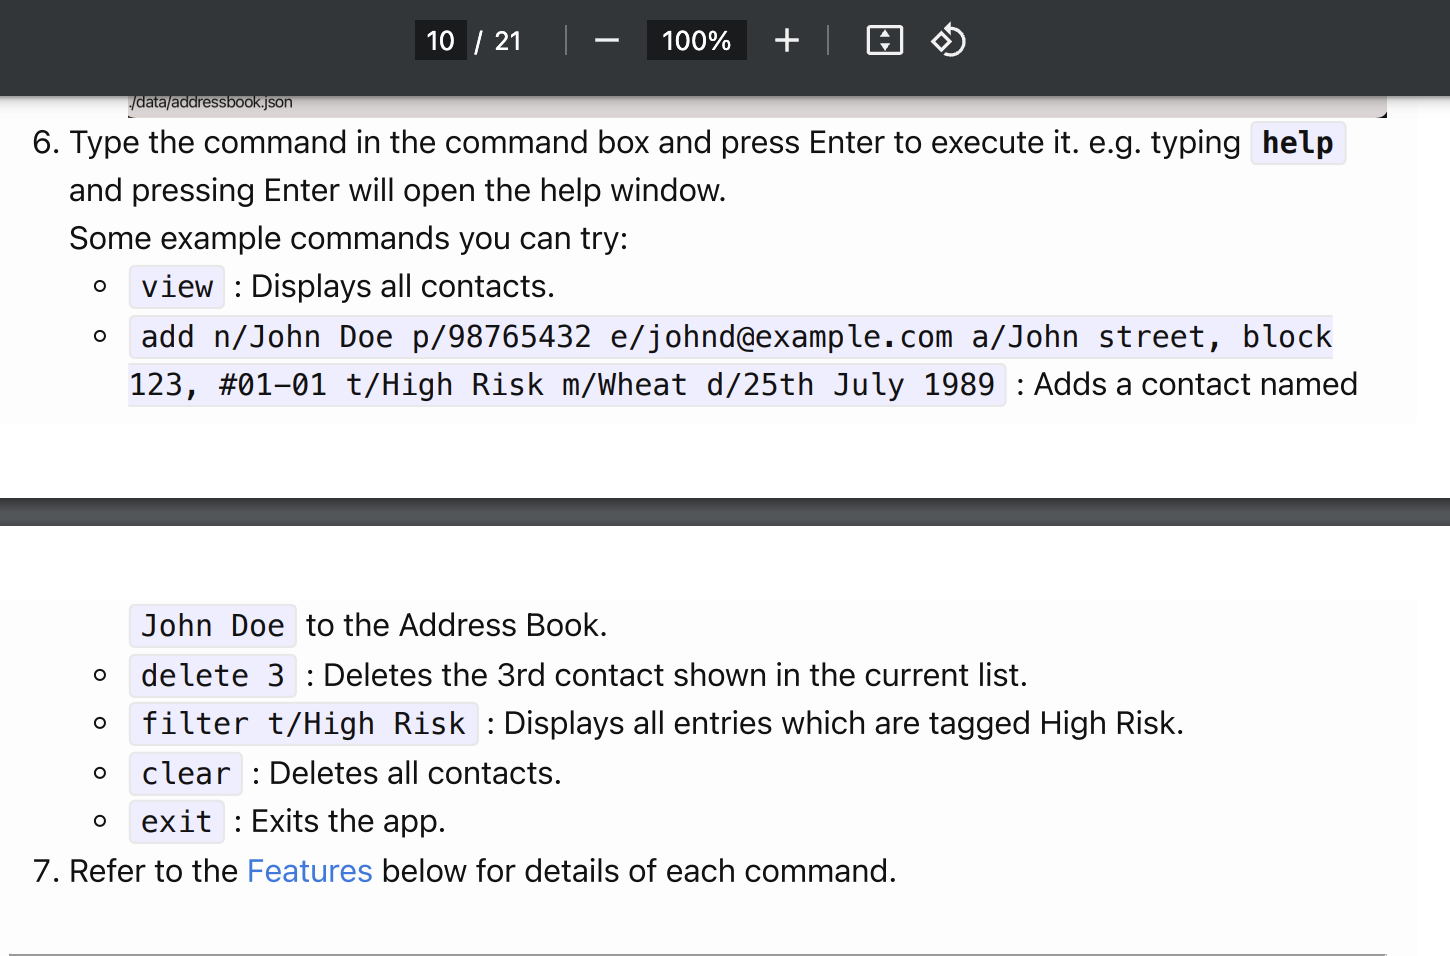 10 / 21 100%
./data/addressbook.json
6. Type the command in the command box and press Enter to execute it. e.g. typing help
and pressing Enter will open the help window.
Some example commands you can try:
view : Displays all contacts.
add n/John Doe p/98765432 e/johnd@example.com a/John street, block
123, #01-01 t/High Risk m/Wheat d/25th July 1989 : Adds a contact named
John Doe to the Address Book.
delete 3 : Deletes the 3rd contact shown in the current list.
filter t/High Risk : Displays all entries which are tagged High Risk.
clear : Deletes all contacts.
exit : Exits the app.
7. Refer to the Features below for details of each command.